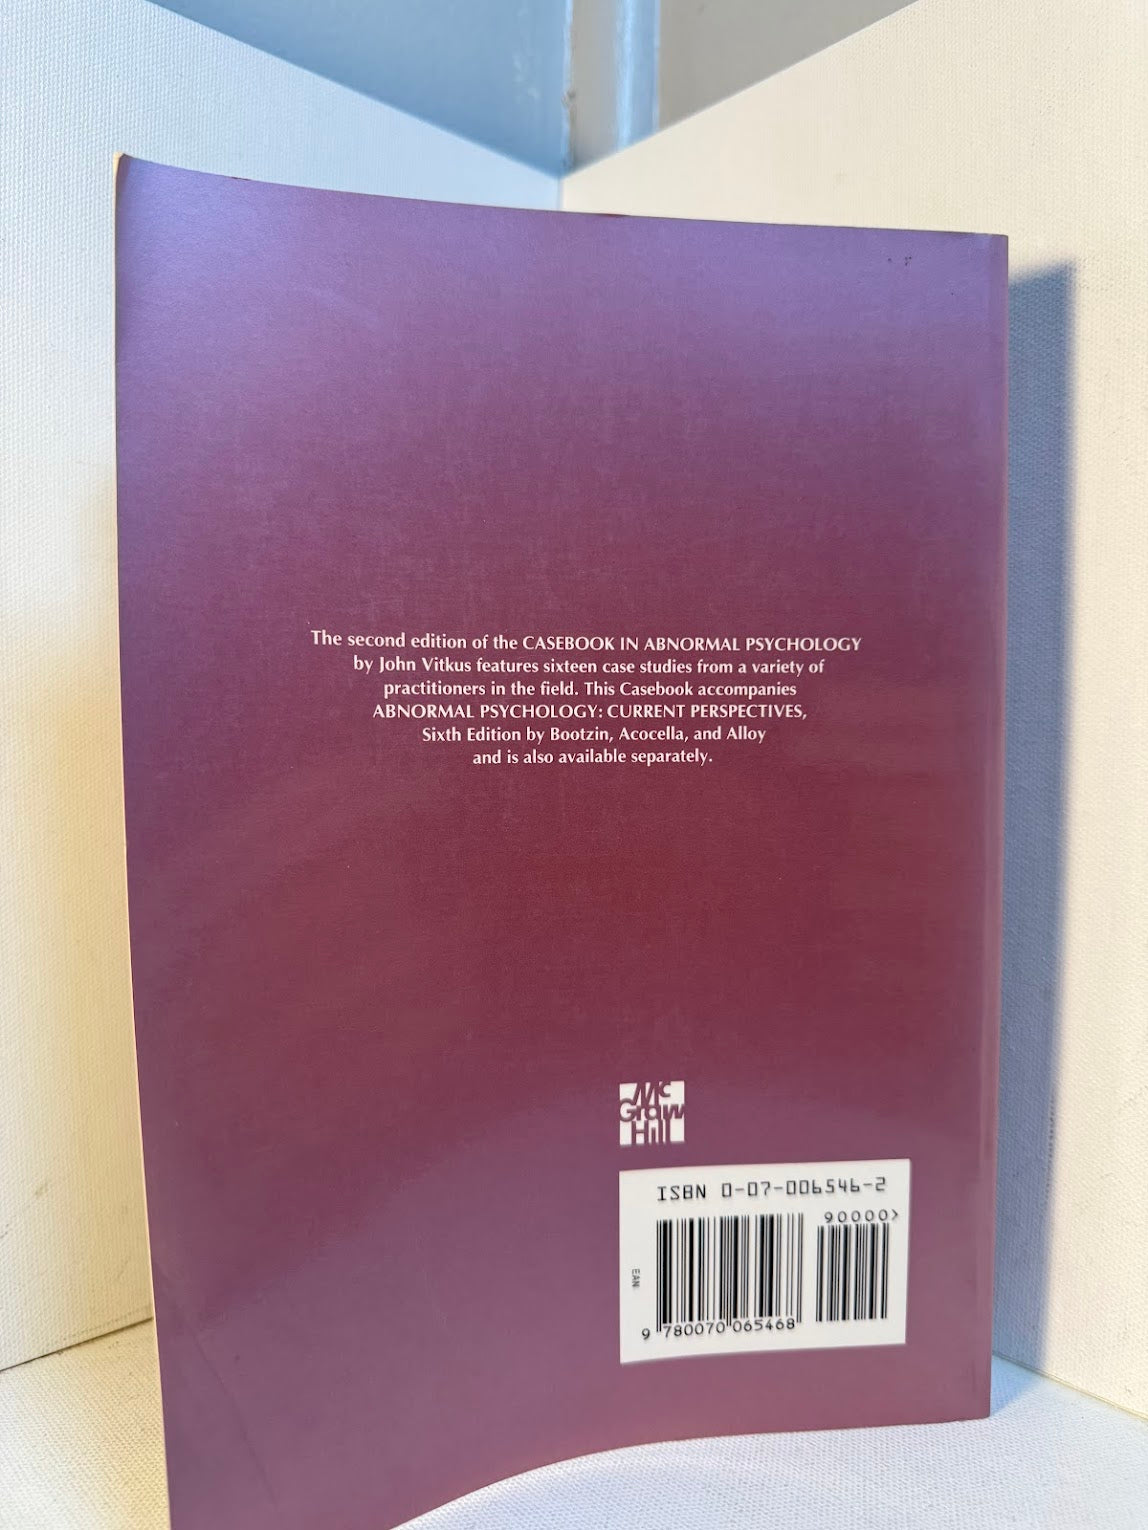 The second edition of the CASEBOOK IN ABNORMAL PSYCHOLOGY
by John Vitkus features sixteen case studies from a variety of
practitioners in the field. This Casebook accompanies
ABNORMAL PSYCHOLOGY: CURRENT PERSPECTIVES,
Sixth Edition by Bootzin, Acocella, and Alloy
and is also available separately.
Mc
Graw
Hill
ISBN 0-07-006546-2
90000>
EAN
9 780070 065468